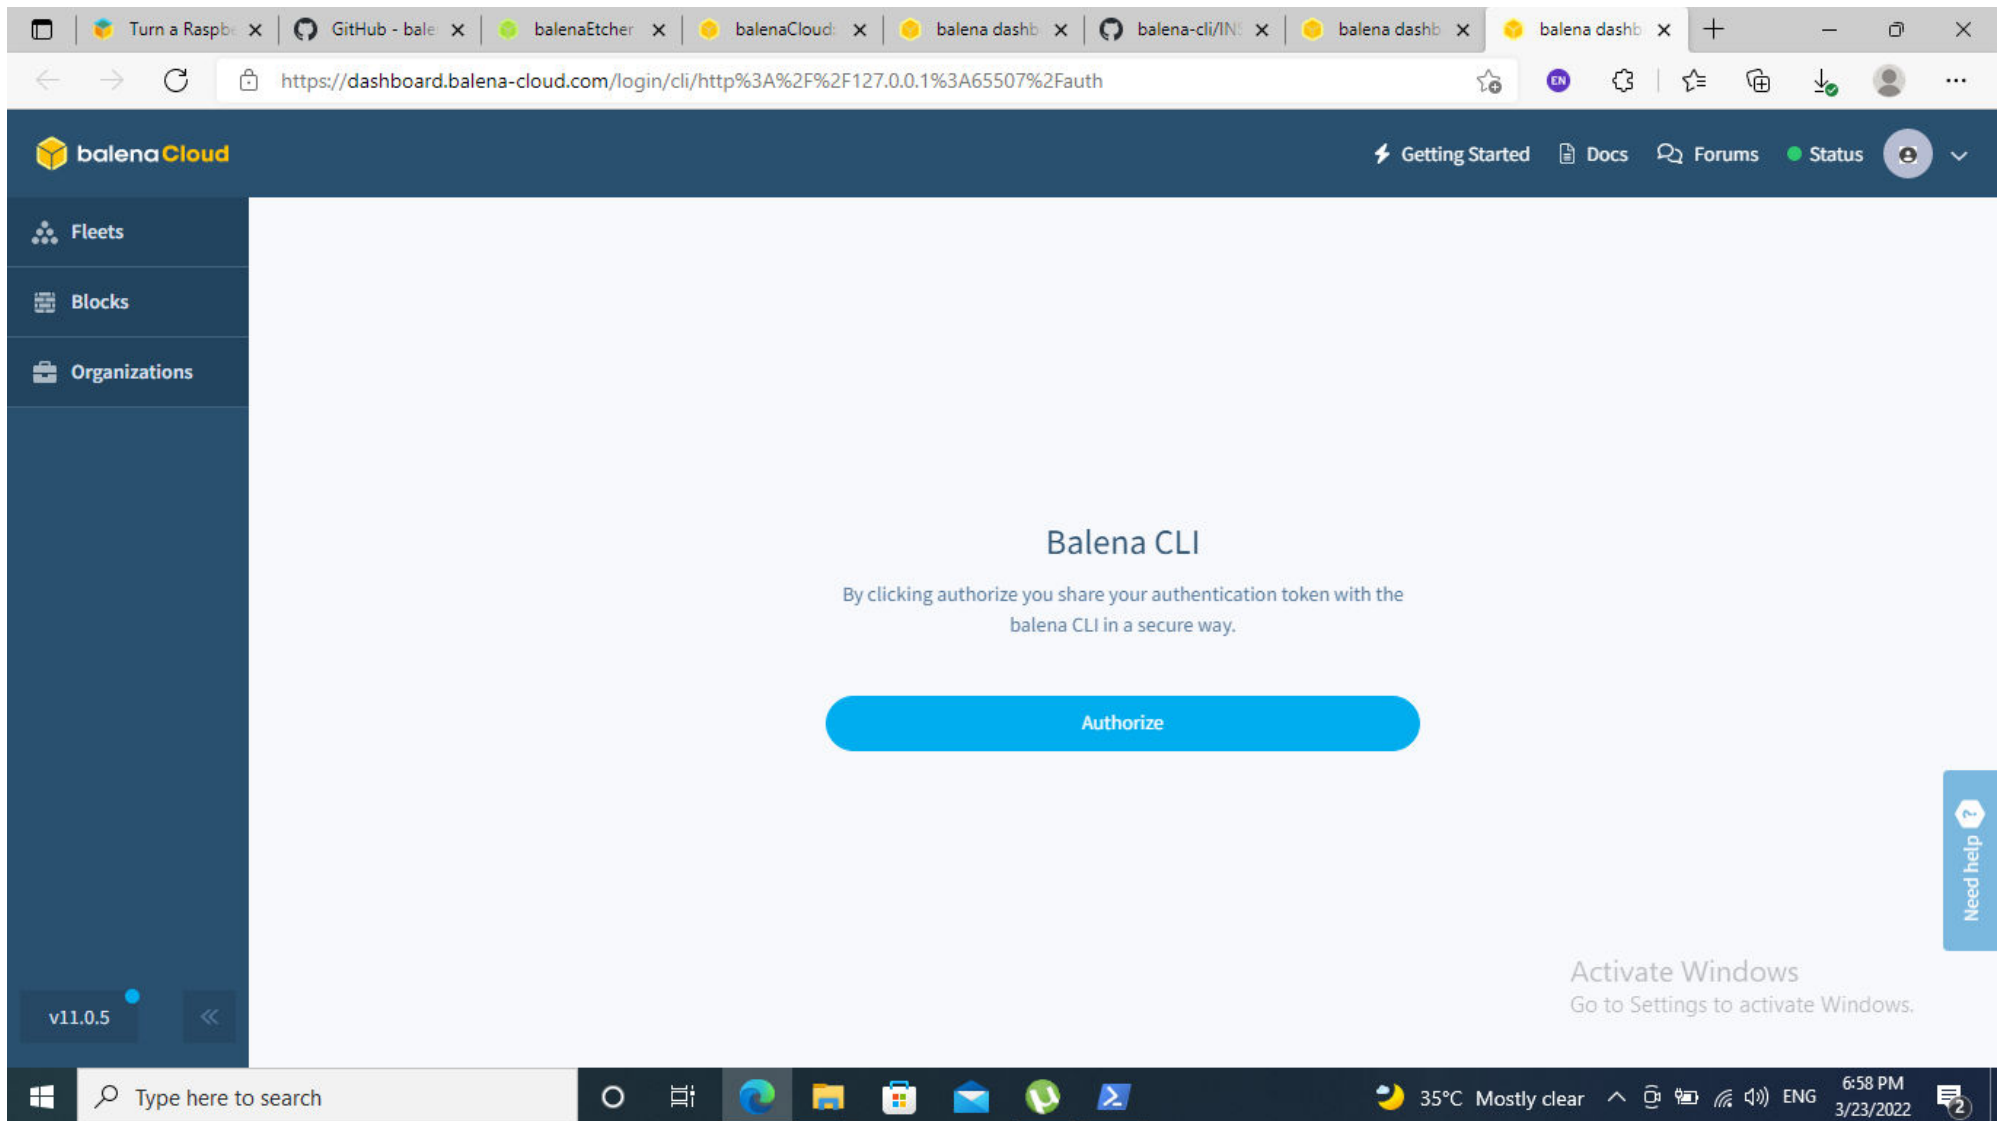 Turn a Raspbe
GitHub - bale
balenaEtcher
balenaCloud
balena dashb
balena-cli/INS
balena dashb
balena dashb
https://dashboard.balena-cloud.com/login/cli/http%3A%2F%2F127.0.0.1%3A65507%2Fauth
EN
balenaCloud
Getting Started
Docs
Forums
Status
Fleets
Blocks
Organizations
Balena CLI
By clicking authorize you share your authentication token with the
balena CLI in a secure way.
Authorize
Need help ?
Activate Windows
Go to Settings to activate Windows.
v11.0.5
Type here to search
35°C Mostly clear
ENG
6:58 PM
3/23/2022
2